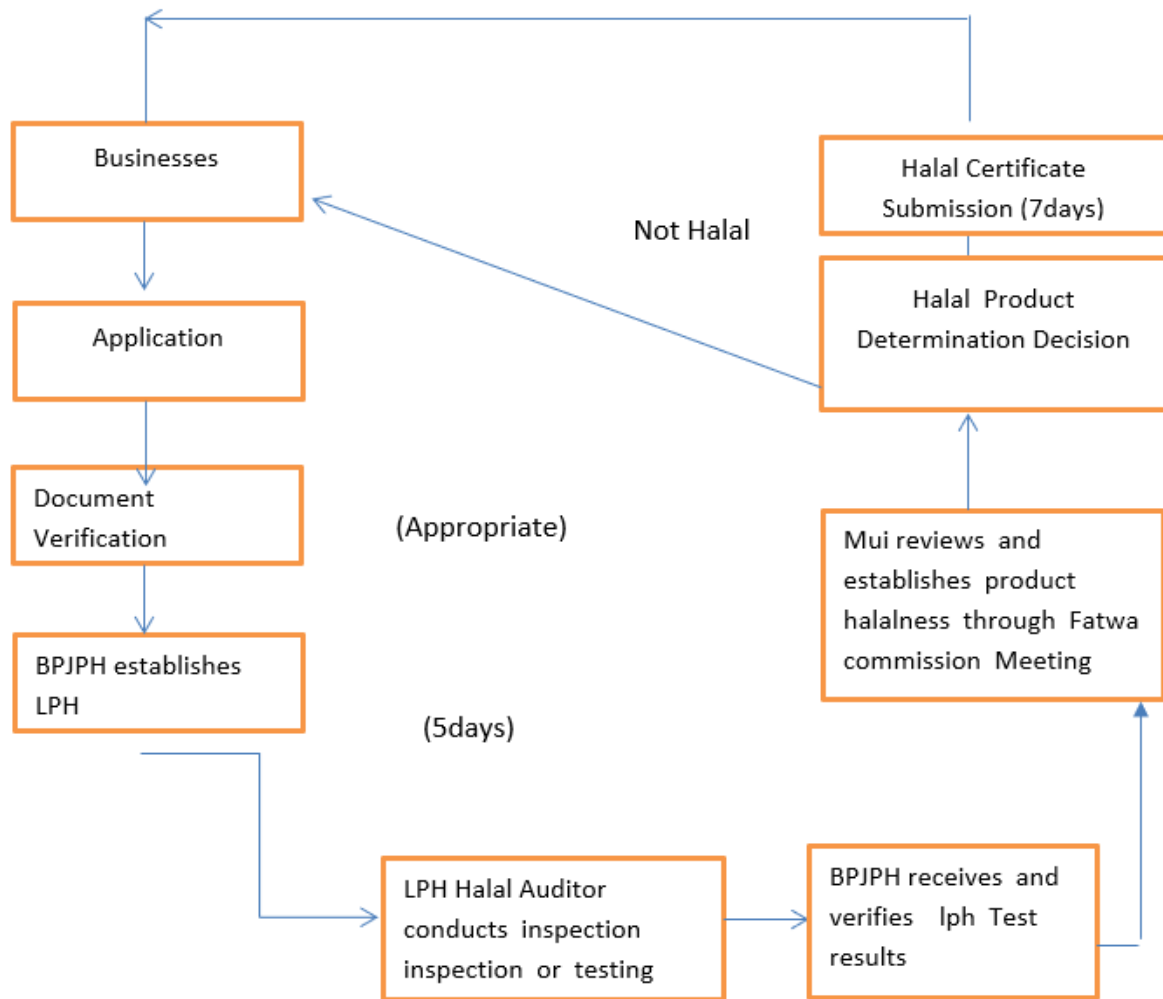 Businesses
Application
Document
Verification
(Appropriate)
BPJPH establishes
LPH
(5days)
LPH Halal Auditor
conducts inspection
inspection or testing
BPJPH receives and
verifies lph Test
results
Mui reviews and
establishes product
halalness through Fatwa
commission Meeting
Halal Product
Determination Decision
Not Halal
Halal Certificate
Submission (7days)